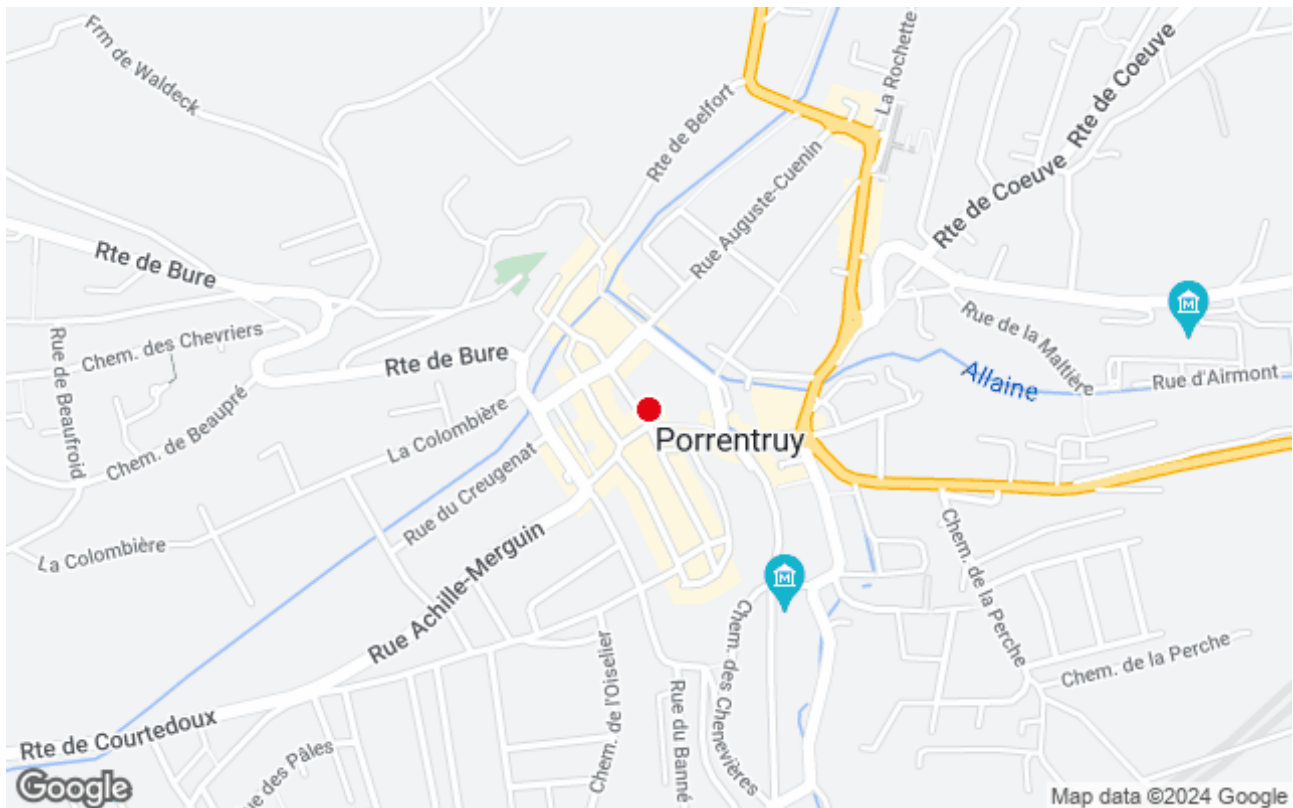 Frm de Waldeck
Rte de Belfort
La Rochette
Rte de Coeuve
Rte de Coeuve
Rue Auguste-Cuenin
Rte de Bure
Rue de la Maltière
Chem. des Chevriers
Rue de Beaufroid
Rte de Bure
Allaine
Rue d'Airmont
Chem. de Beaupré
La Colombière
Porrentruy
Rue du Creugenat
La Colombière
Chem. de la Perche
Rue Achille-Merguin
Chem. de l'Oiselier
Chem. des Chenevières
Chem. de la Perche
Rue du Banné
Rte de Courtedoux
ue des Pâles
Google
Map data ©2024 Google